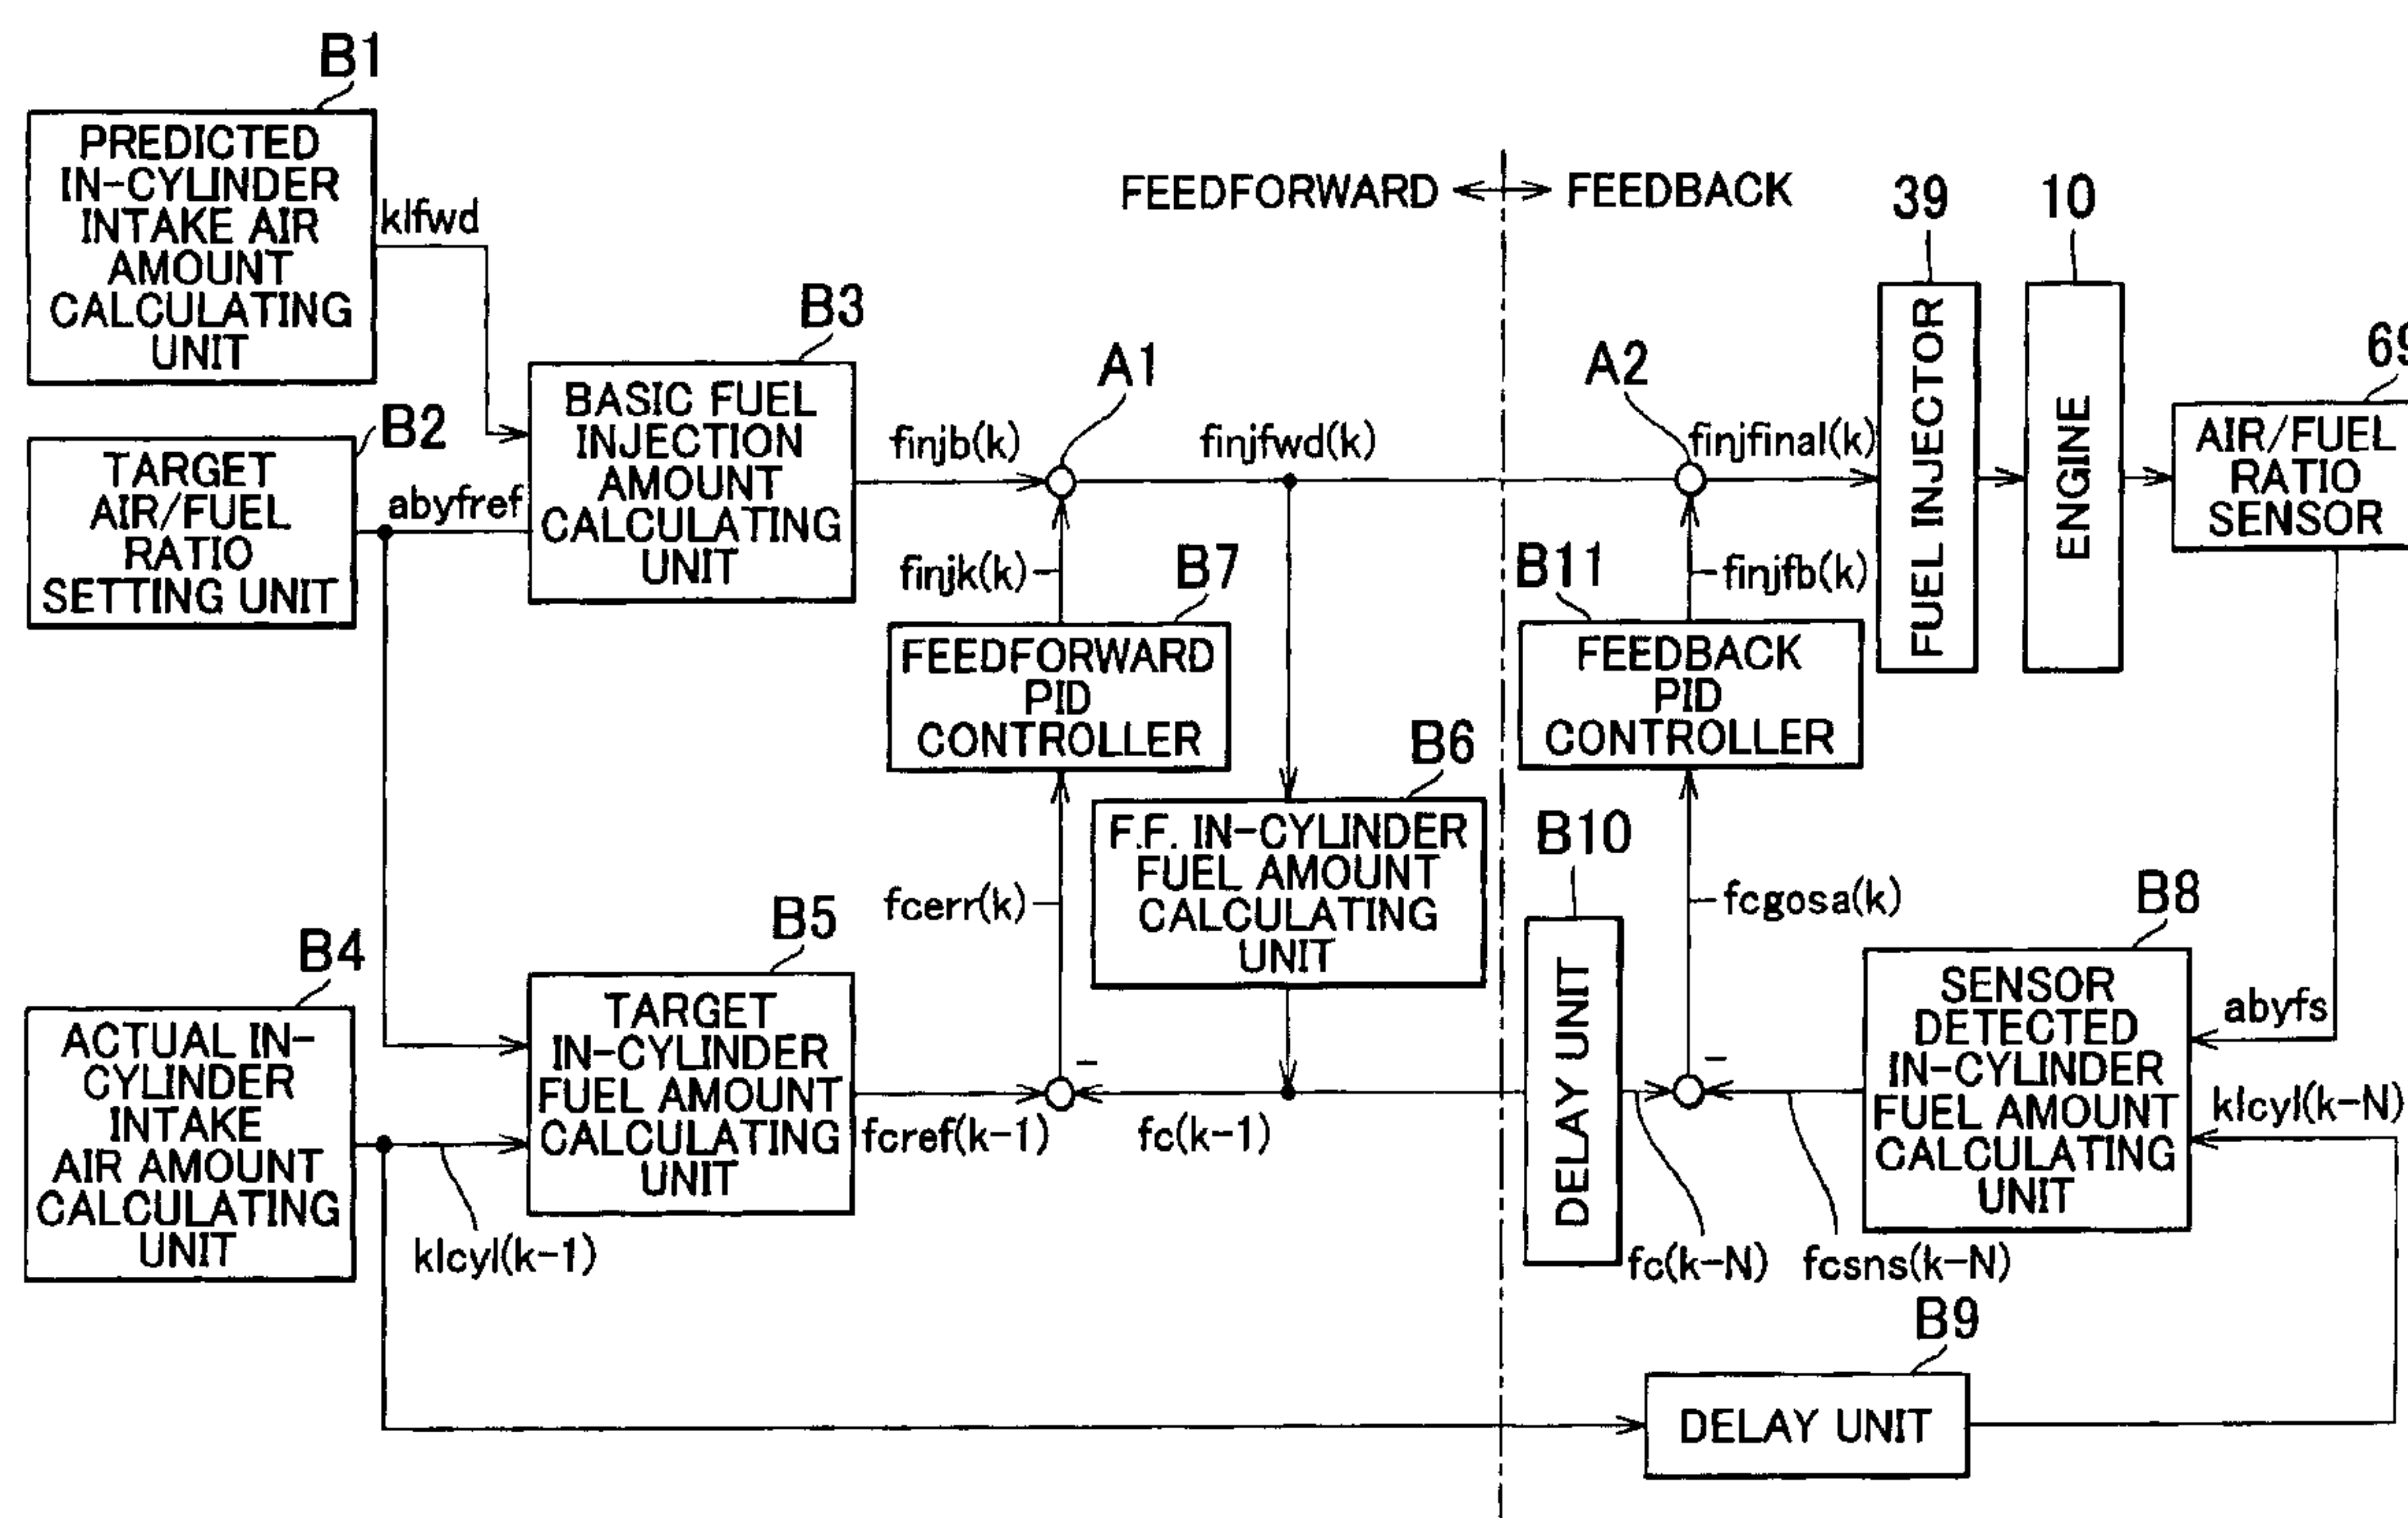 B1
PREDICTED
IN-CYLINDER
INTAKE AIR
AMOUNT
CALCULATING
UNIT
klfwd
FEEDFORWARD
FEEDBACK
39
10
B3
A1
A2
69
B2
TARGET
AIR/FUEL
RATIO
SETTING UNIT
abyfref
BASIC FUEL
INJECTION
AMOUNT
CALCULATING
UNIT
finjb(k)
finjfwd(k)
finjfinal(k)
FUEL INJECTOR
ENGINE
AIR/FUEL
RATIO
SENSOR
finjk(k)
B7
B11
finjfb(k)
FEEDFORWARD
PID
CONTROLLER
FEEDBACK
PID
CONTROLLER
B6
F.F. IN-CYLINDER
FUEL AMOUNT
CALCULATING
UNIT
B10
fcerr(k)
fcgosa(k)
B8
B5
B4
ACTUAL IN-
CYLINDER
INTAKE
AIR AMOUNT
CALCULATING
UNIT
TARGET
IN-CYLINDER
FUEL AMOUNT
CALCULATING
UNIT
DELAY UNIT
SENSOR
DETECTED
IN-CYLINDER
FUEL AMOUNT
CALCULATING
UNIT
abyfs
-
-
klcyl(k-N)
fcref(k-1)
fc(k-1)
klcyl(k-1)
fc(k-N)
fcsns(k-N)
B9
DELAY UNIT